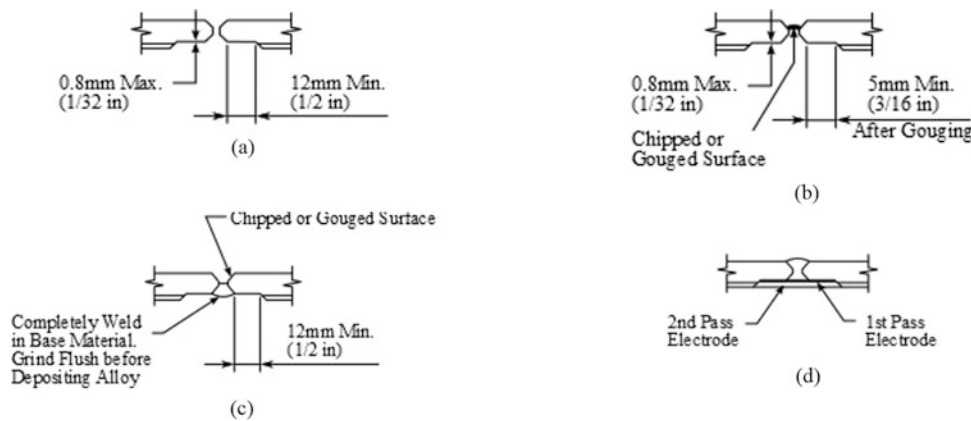 0.8mm Max.
(1/32 in)
12mm Min.
(1/2 in)
(a)
0.8mm Max.
(1/32 in)
5mm Min.
(3/16 in)
After Gouging
Chipped or
Gouged Surface
(b)
Chipped or Gouged Surface
Completely Weld
in Base Material.
Grind Flush before
Depositing Alloy
12mm Min.
(1/2 in)
(c)
2nd Pass
Electrode
1st Pass
Electrode
(d)